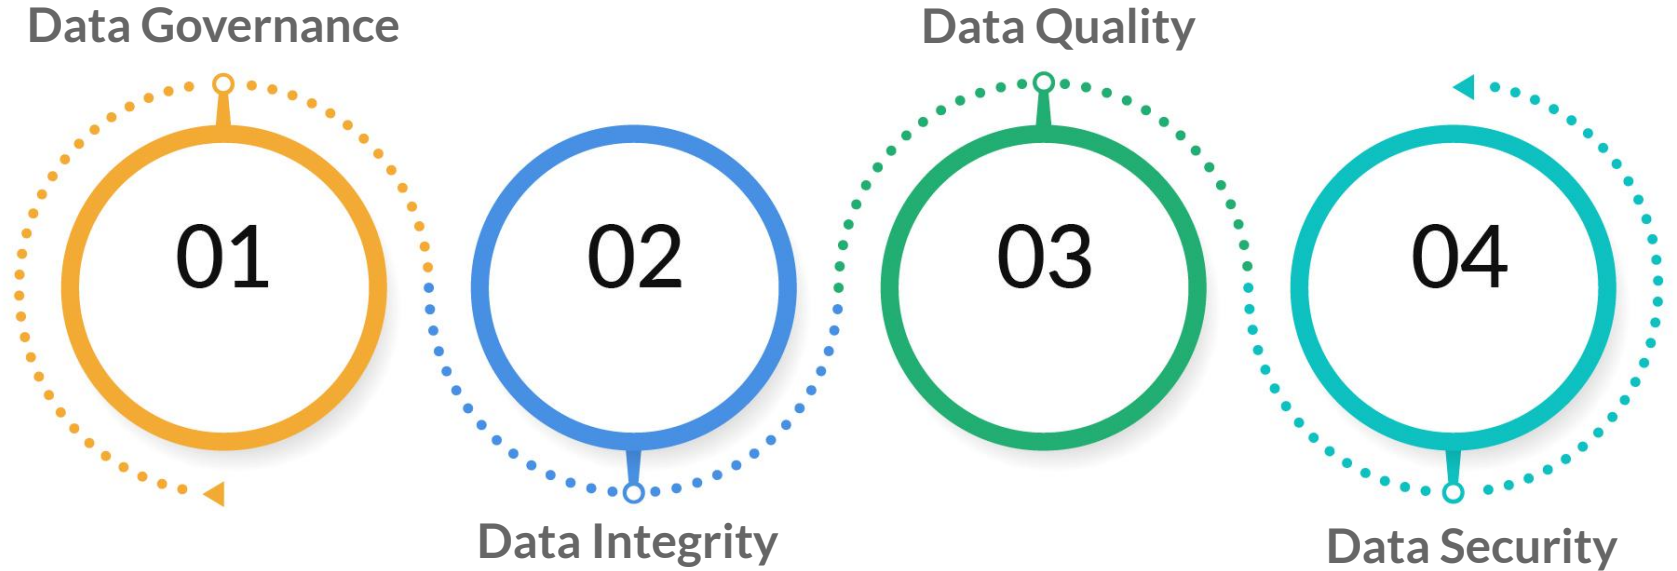 Data Governance
Data Quality
01
02
03
04
Data Integrity
Data Security